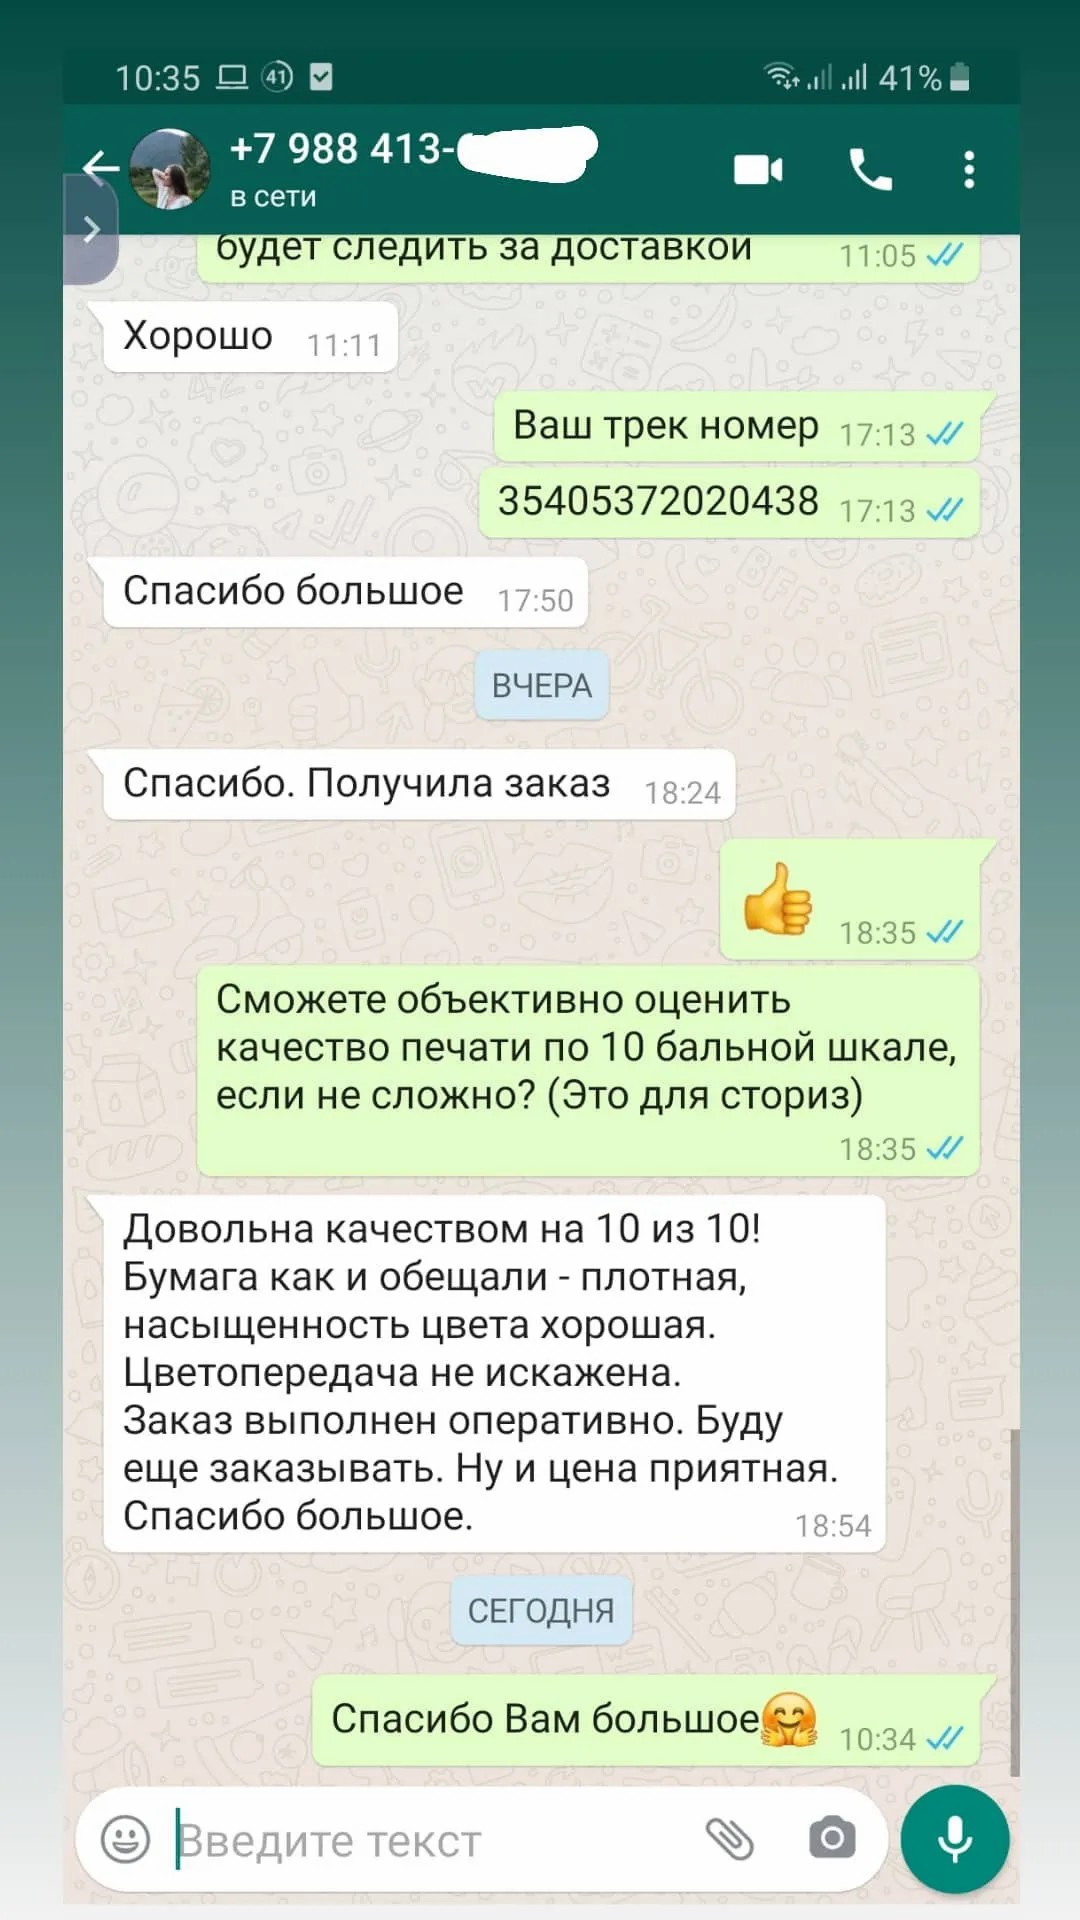 10:35 41 41%
+7 988 413-
в сети
будет следить за доставкой 11:05
Хорошо 11:11
Ваш трек номер 17:13
35405372020438 17:13
Спасибо большое 17:50
ВЧЕРА
Спасибо. Получила заказ 18:24
👍 18:35
Сможете объективно оценить
качество печати по 10 бальной шкале,
если не сложно? (Это для сториз)
18:35
Довольна качеством на 10 из 10!
Бумага как и обещали - плотная,
насыщенность цвета хорошая.
Цветопередача не искажена.
Заказ выполнен оперативно. Буду
еще заказывать. Ну и цена приятная.
Спасибо большое. 18:54
СЕГОДНЯ
Спасибо Вам большое🤗 10:34
Введите текст